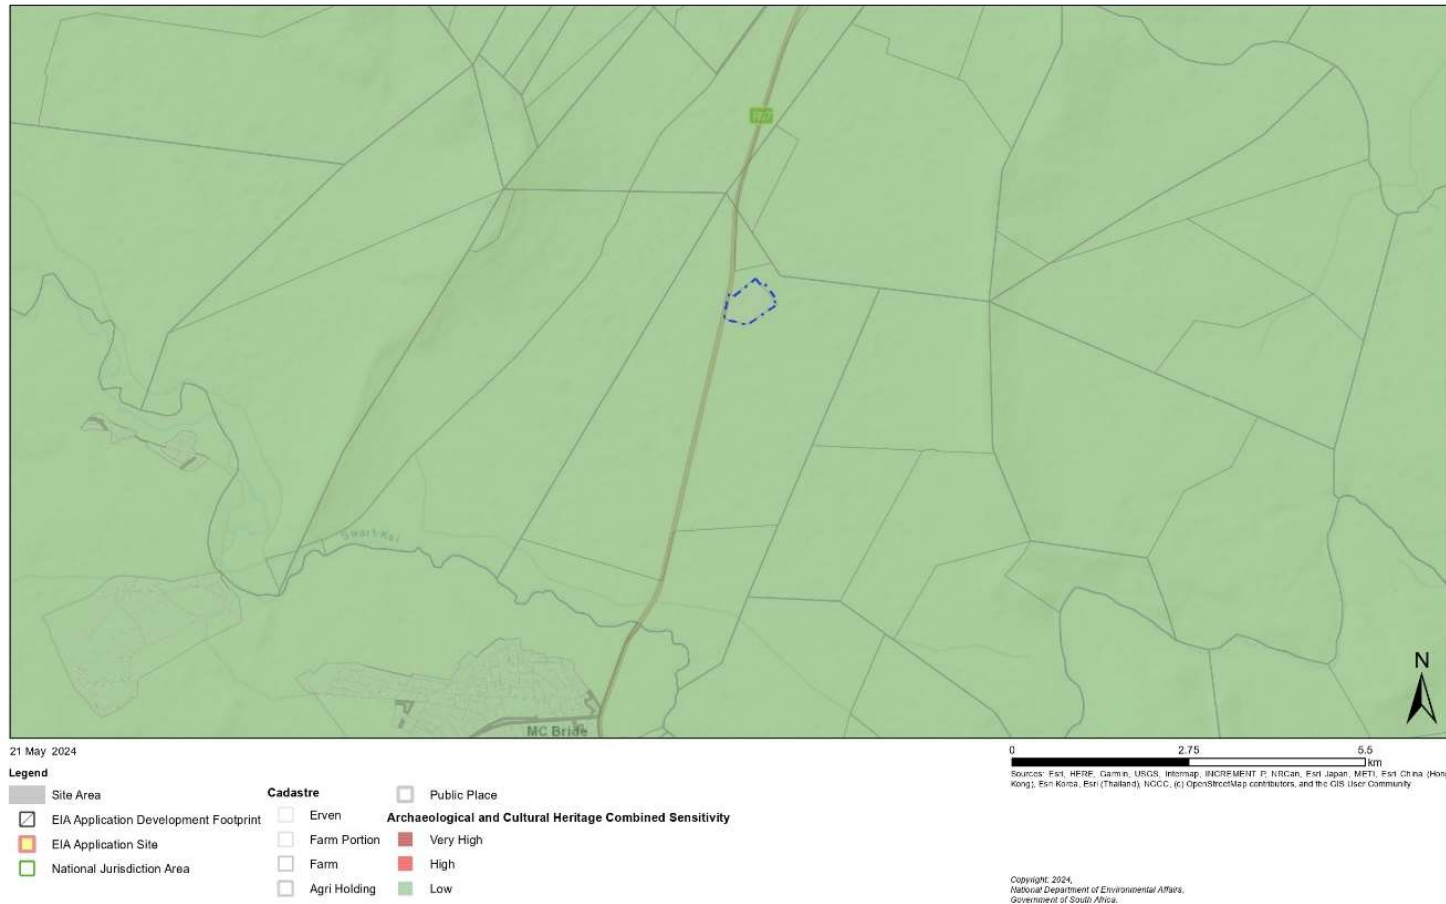 Swart-Kei
MC Bride
N
21 May 2024
0 2.75 5.5
km
Legend
Site Area
EIA Application Development Footprint
EIA Application Site
National Jurisdiction Area
Cadastre
Erven
Farm Portion
Farm
Agri Holding
Public Place
Archaeological and Cultural Heritage Combined Sensitivity
Very High
High
Low
Sources: Esri, HERE, Garmin, USGS, Intermap, INCREMENT P, NRCan, Esri Japan, METI, Esri China (Hong
Kong), Esri Korea, Esri (Thailand), NGCC, (c) OpenStreetMap contributors, and the GIS User Community
Copyright: 2024,
National Department of Environmental Affairs,
Government of South Africa.